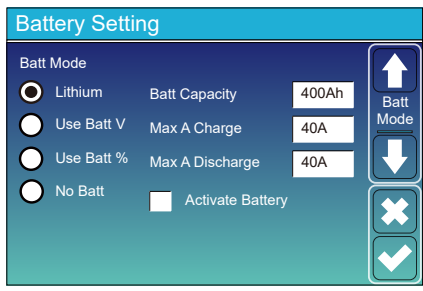 Battery Setting
Batt Mode
Lithium
Batt Capacity
400Ah
Use Batt V
Max A Charge
40A
Use Batt %
Max A Discharge
40A
No Batt
Activate Battery
Batt
Mode